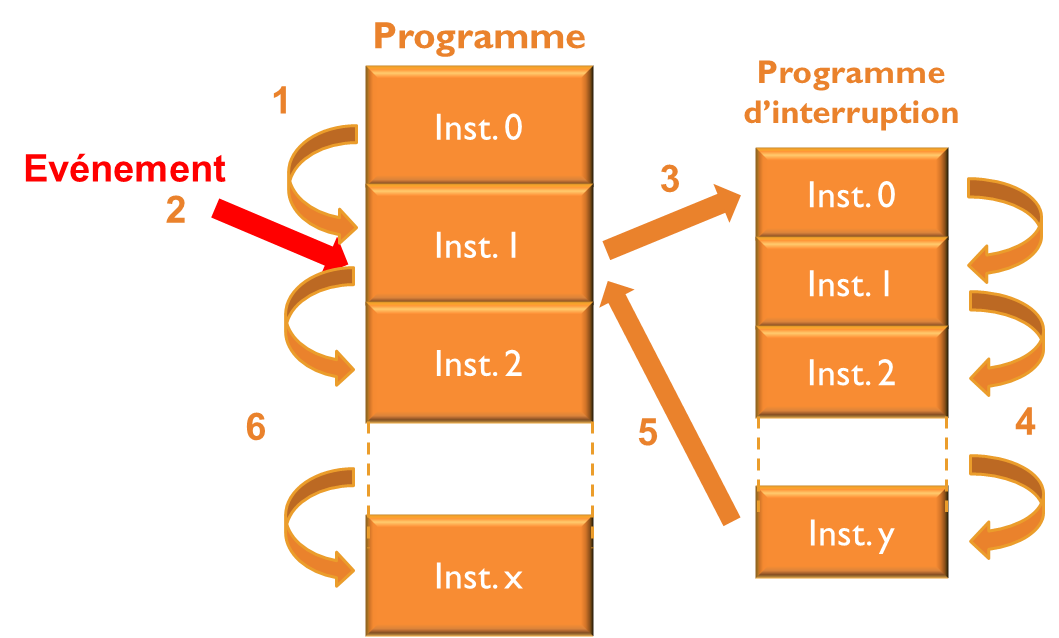 Programme
Inst. 0
Inst. 1
Inst. 2
Inst. x
1
Evénement
2
6
3
5
Programme
d'interruption
Inst. 0
Inst. 1
Inst. 2
Inst. y
4